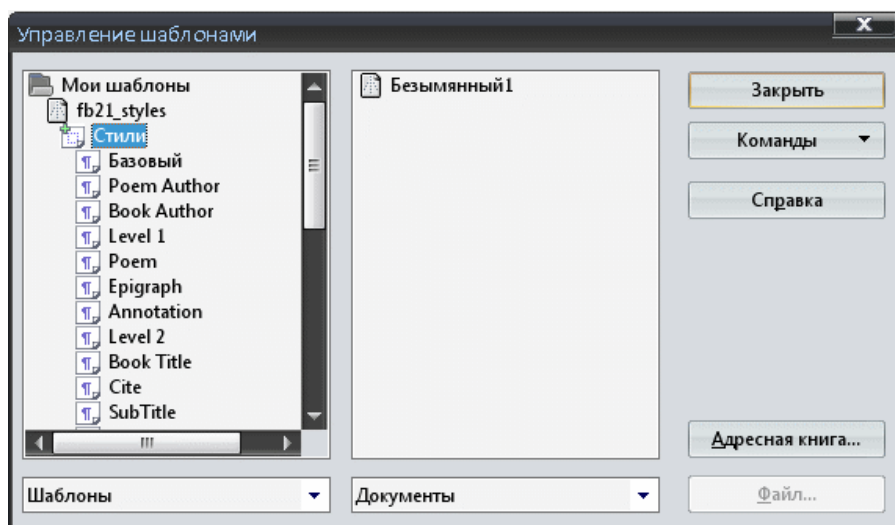 Управление шаблонами
X
Мои шаблоны
fb21_styles
Стили
Базовый
Poem Author
Book Author
Level 1
Poem
Epigraph
Annotation
Level 2
Book Title
Cite
SubTitle
Шаблоны
Безымянный1
Документы
Закрыть
Команды
Справка
Адресная книга...
Файл...